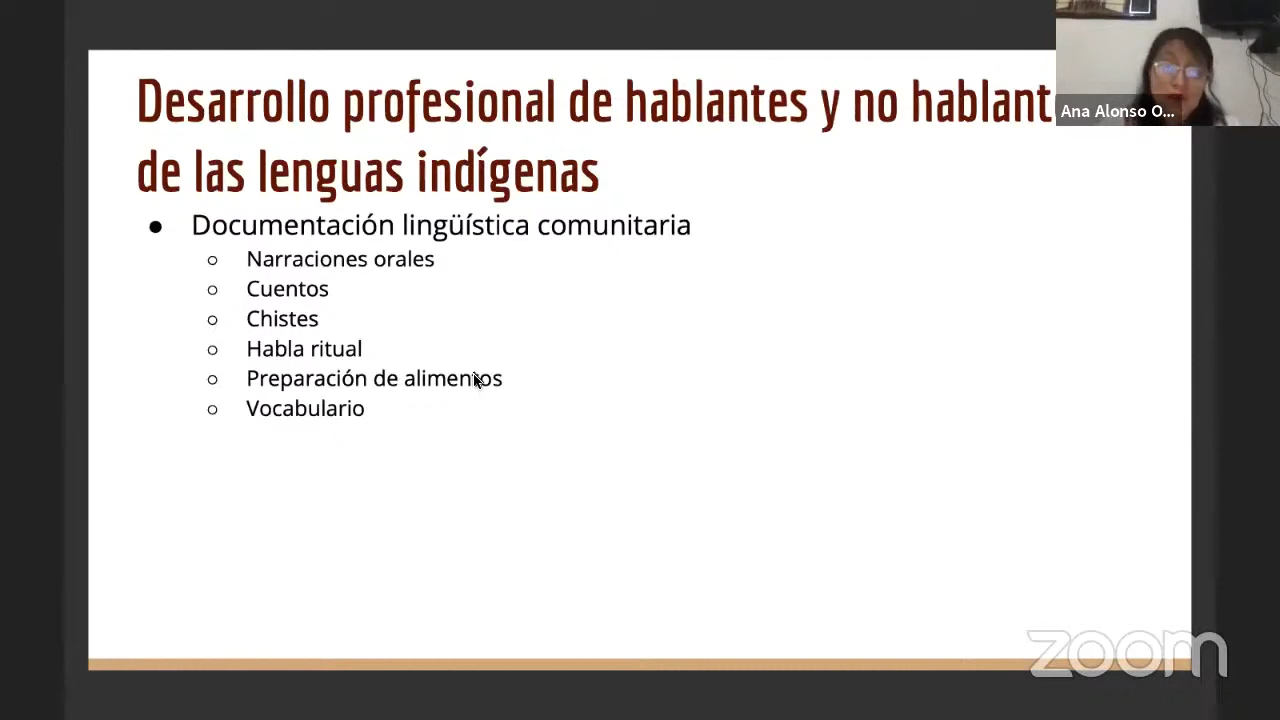 Desarrollo profesional de hablantes y no hablant
de las lenguas indígenas
Documentación lingüística comunitaria
Narraciones orales
Cuentos
Chistes
Habla ritual
Preparación de alimentos
Vocabulario
Ana Alonso O...
zoom